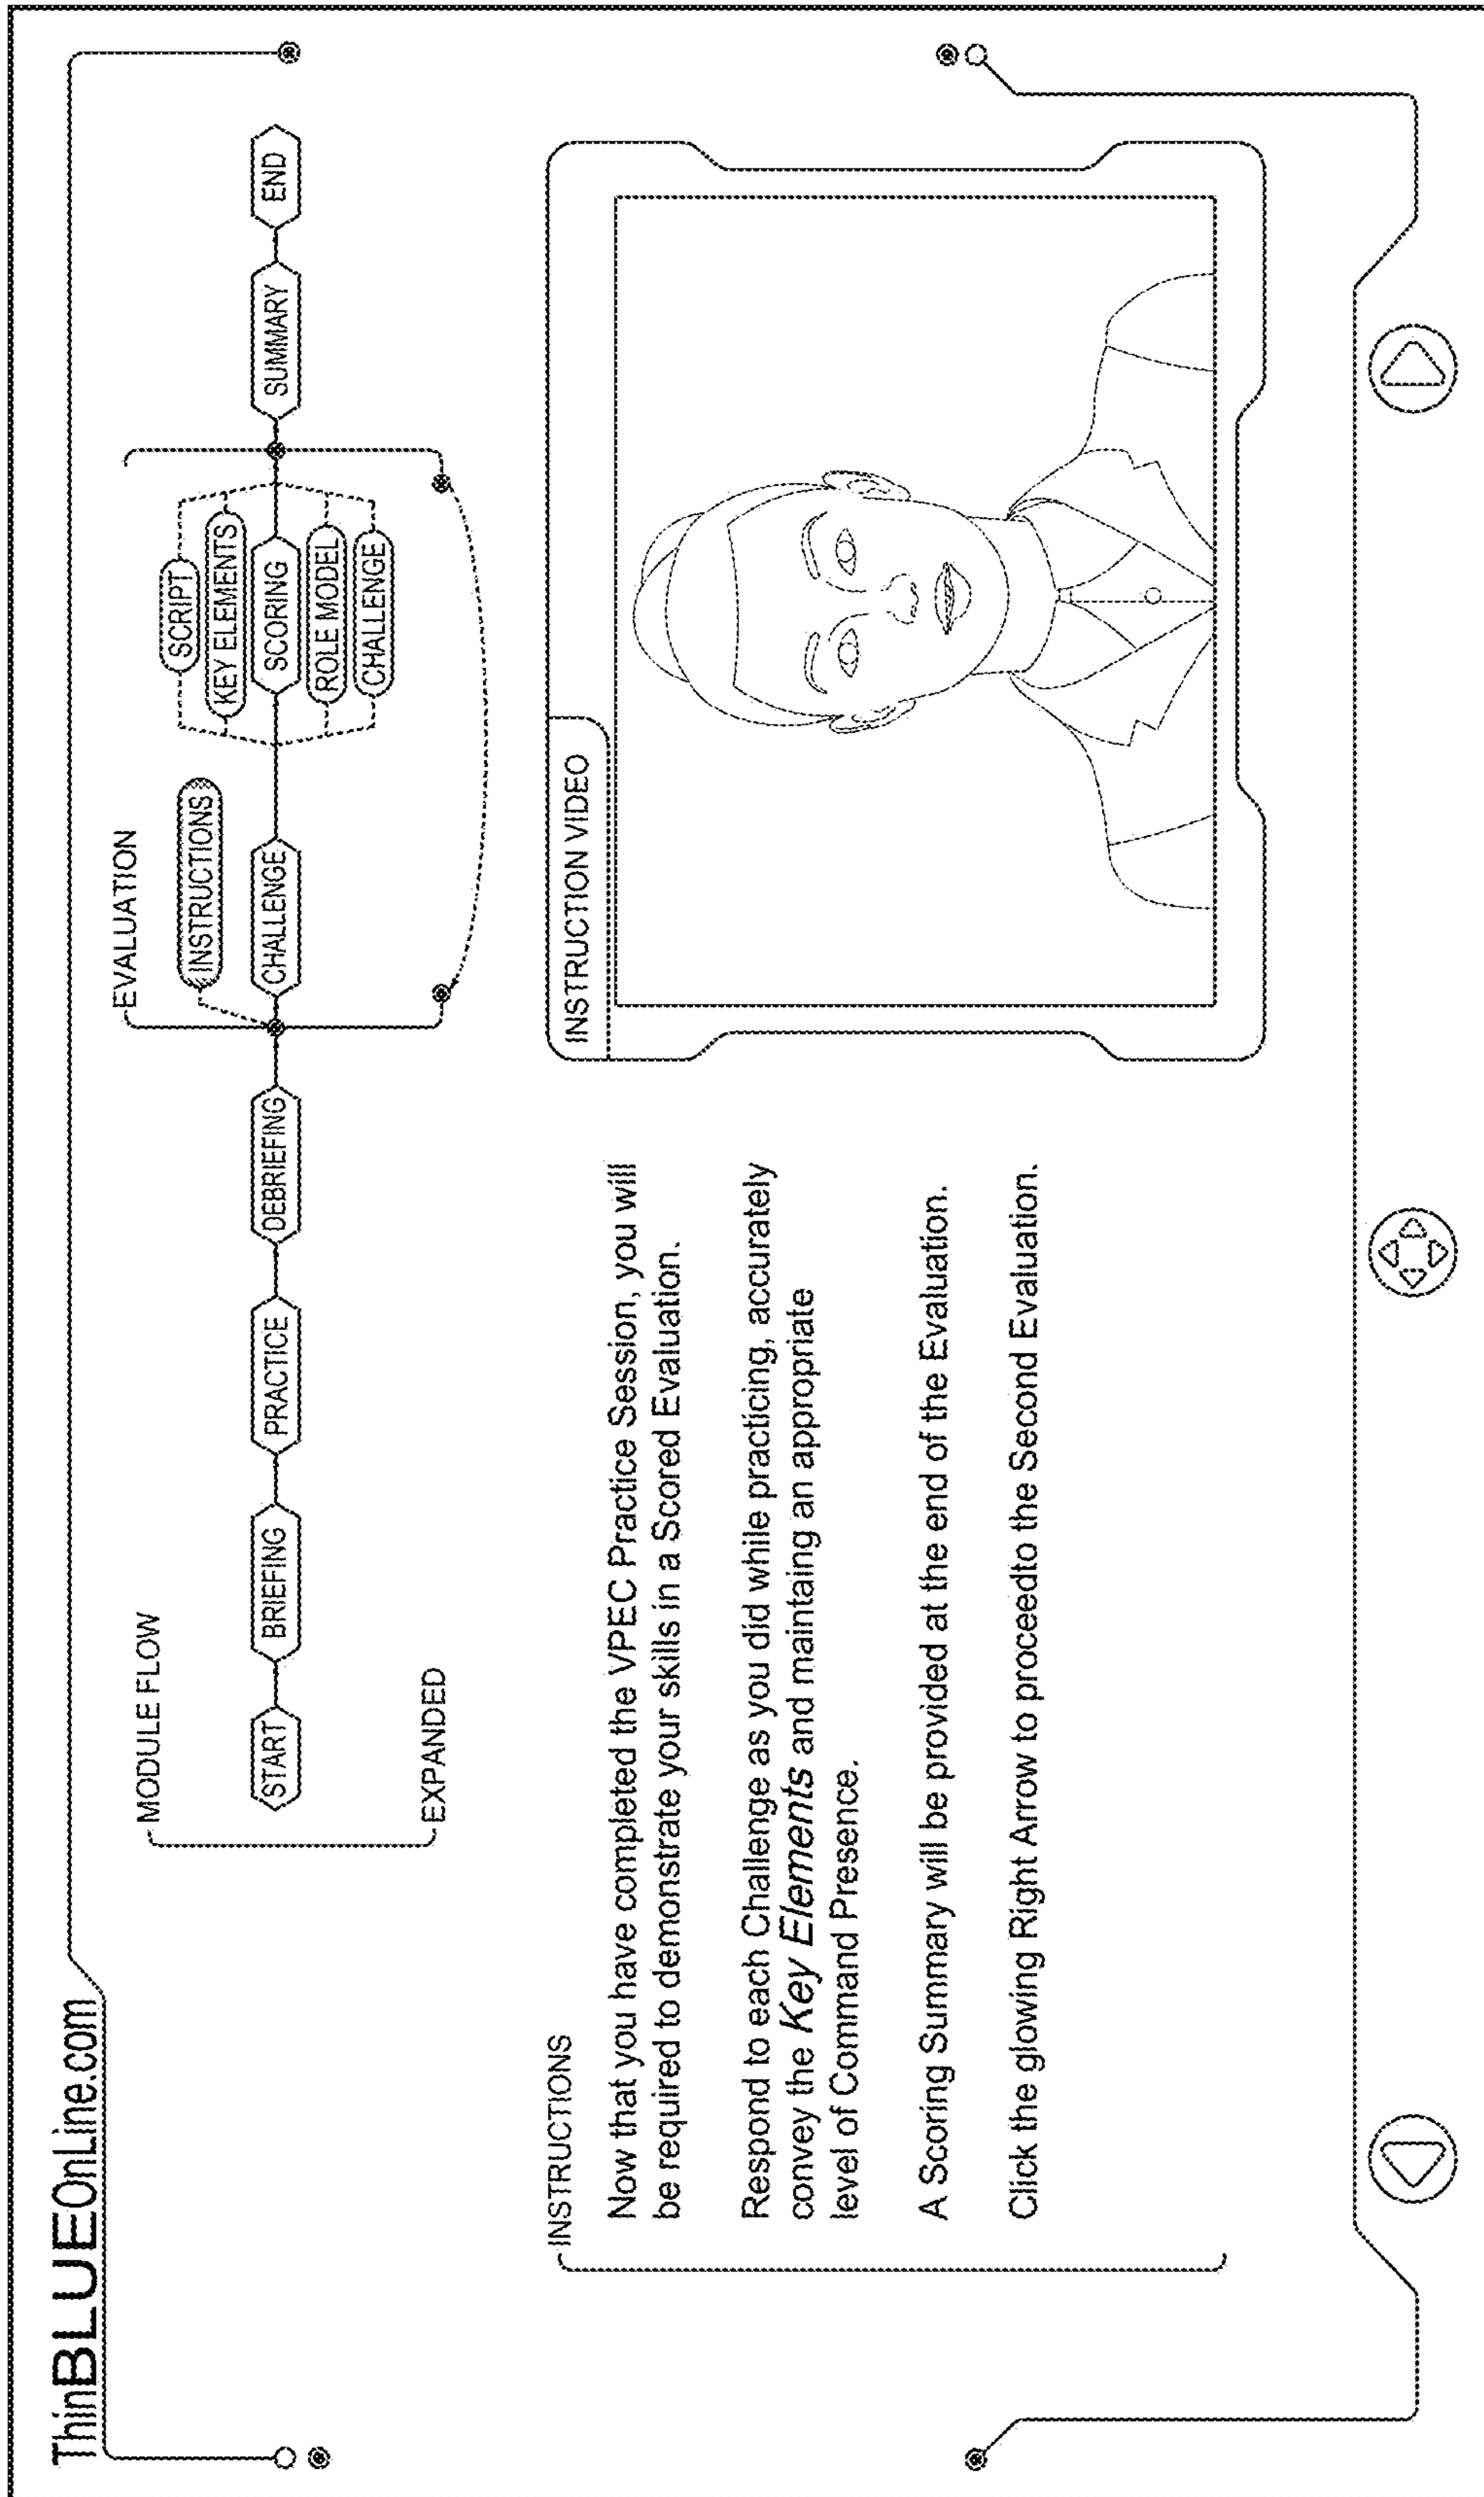 ThinBLUEOnLine.com
MODULE FLOW
EVALUATION
START
BRIEFING
PRACTICE
DEBRIEFING
INSTRUCTIONS
CHALLENGE
SCRIPT
KEY ELEMENTS
SCORING
ROLE MODEL
CHALLENGE
SUMMARY
END
EXPANDED
INSTRUCTIONS
Now that you have completed the VPEC Practice Session, you will
be required to demonstrate your skills in a Scored Evaluation.
Respond to each Challenge as you did while practicing, accurately
convey the Key Elements and maintaing an appropriate
level of Command Presence.
A Scoring Summary will be provided at the end of the Evaluation.
Click the glowing Right Arrow to proceedto the Second Evaluation.
INSTRUCTION VIDEO